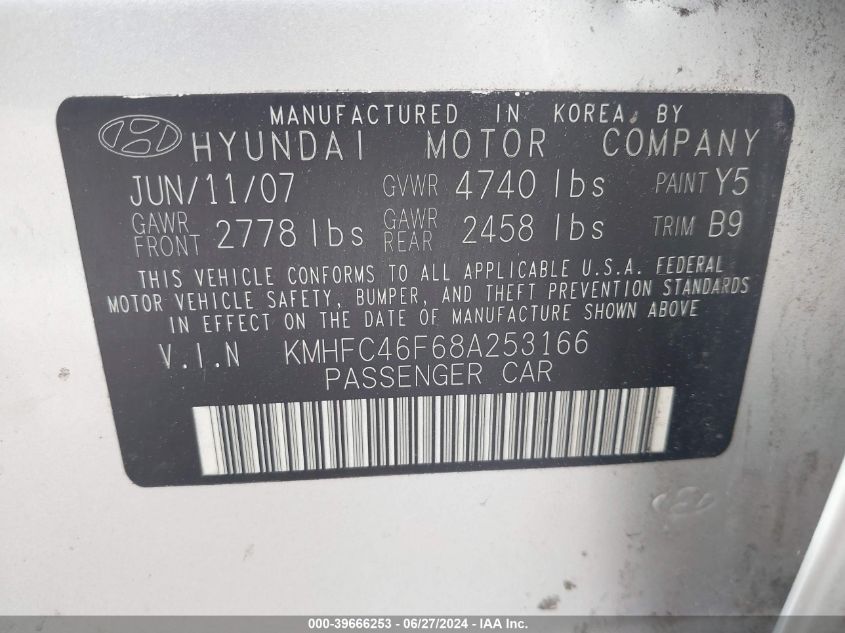 MANUFACTURED IN KOREA BY
HYUNDAI MOTOR COMPANY
JUN/11/07 GVWR 4740 lbs PAINT Y5
GAWR FRONT 2778 lbs GAWR REAR 2458 lbs TRIM B9
THIS VEHICLE CONFORMS TO ALL APPLICABLE U.S.A. FEDERAL
MOTOR VEHICLE SAFETY, BUMPER, AND THEFT PREVENTION STANDARDS
IN EFFECT ON THE DATE OF MANUFACTURE SHOWN ABOVE
V.I.N KMHFC46F68A253166
PASSENGER CAR
000-39666253 - 06/27/2024 - IAA Inc.